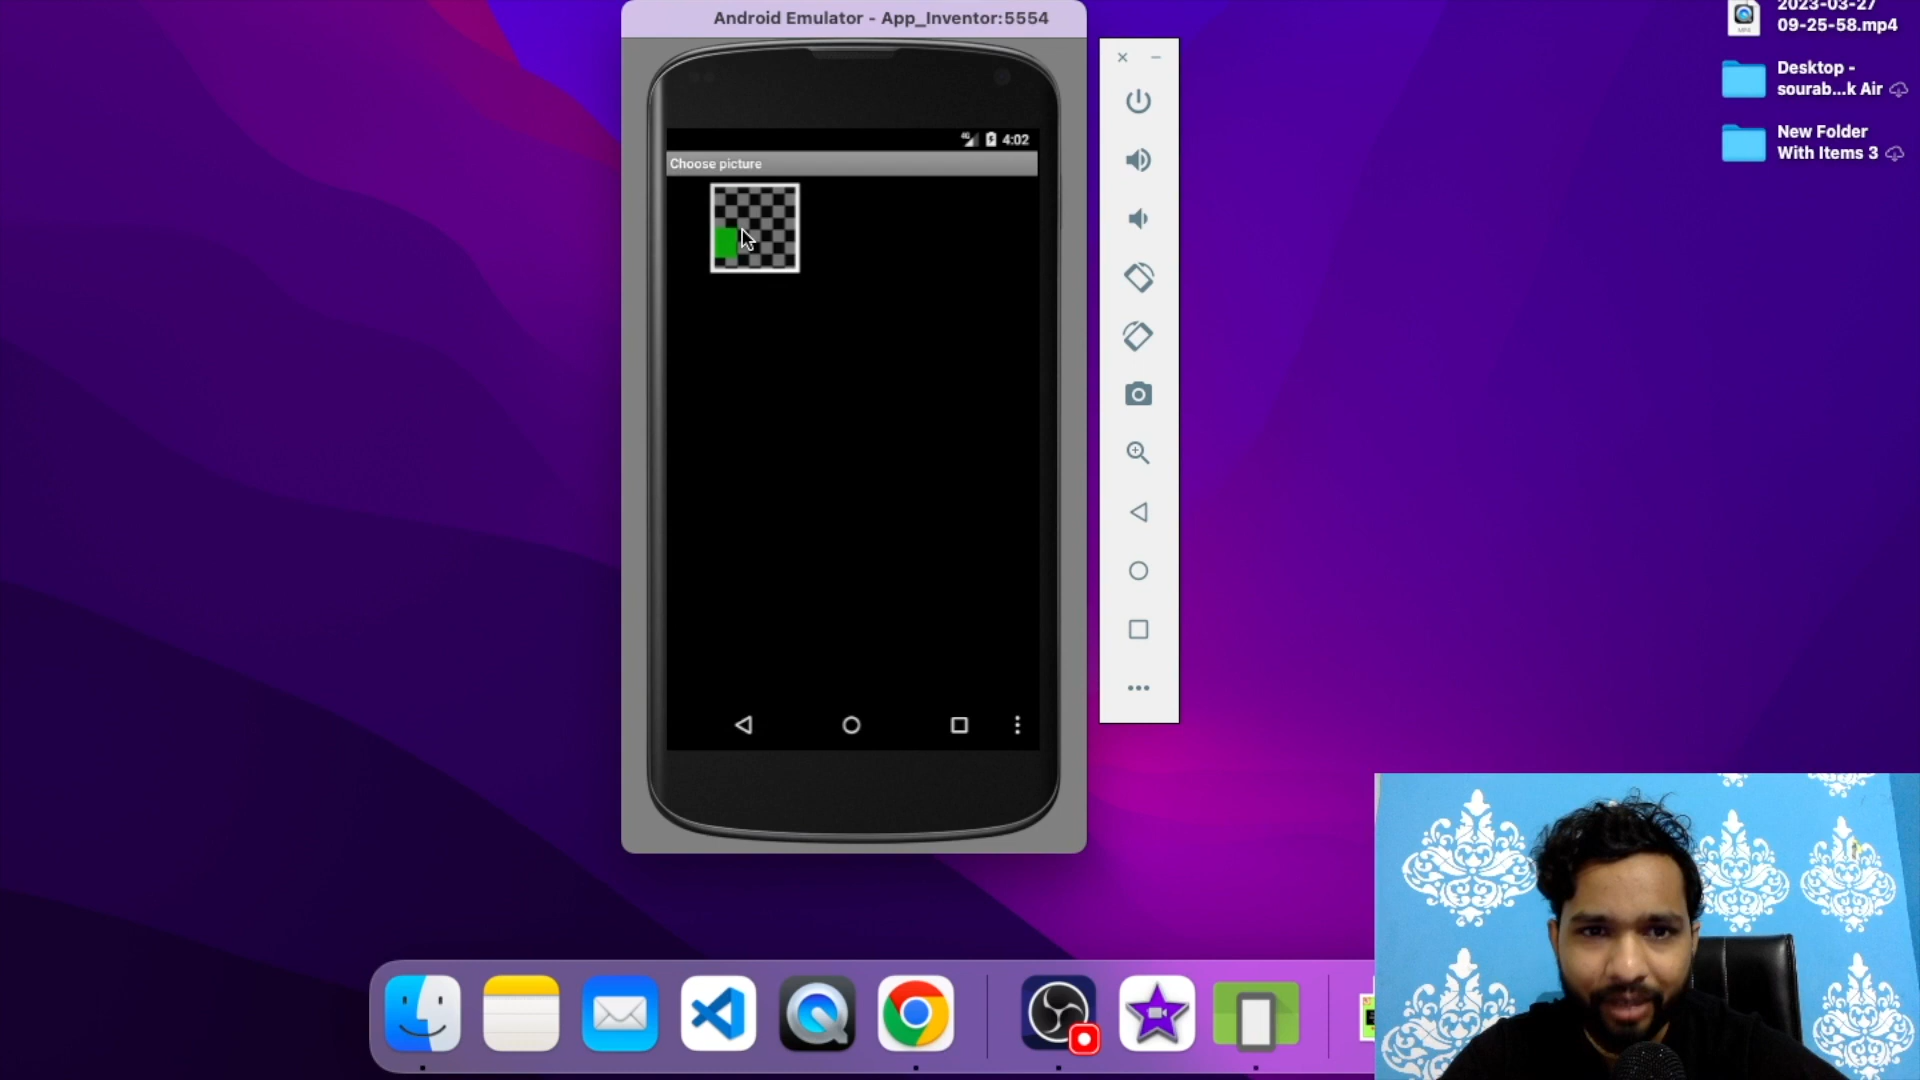 Android Emulator - App_Inventor:5554
4G
4:02
Choose picture
2023-03-27
09-25-58.mp4
Desktop -
sourab...k Air
New Folder
With Items 3